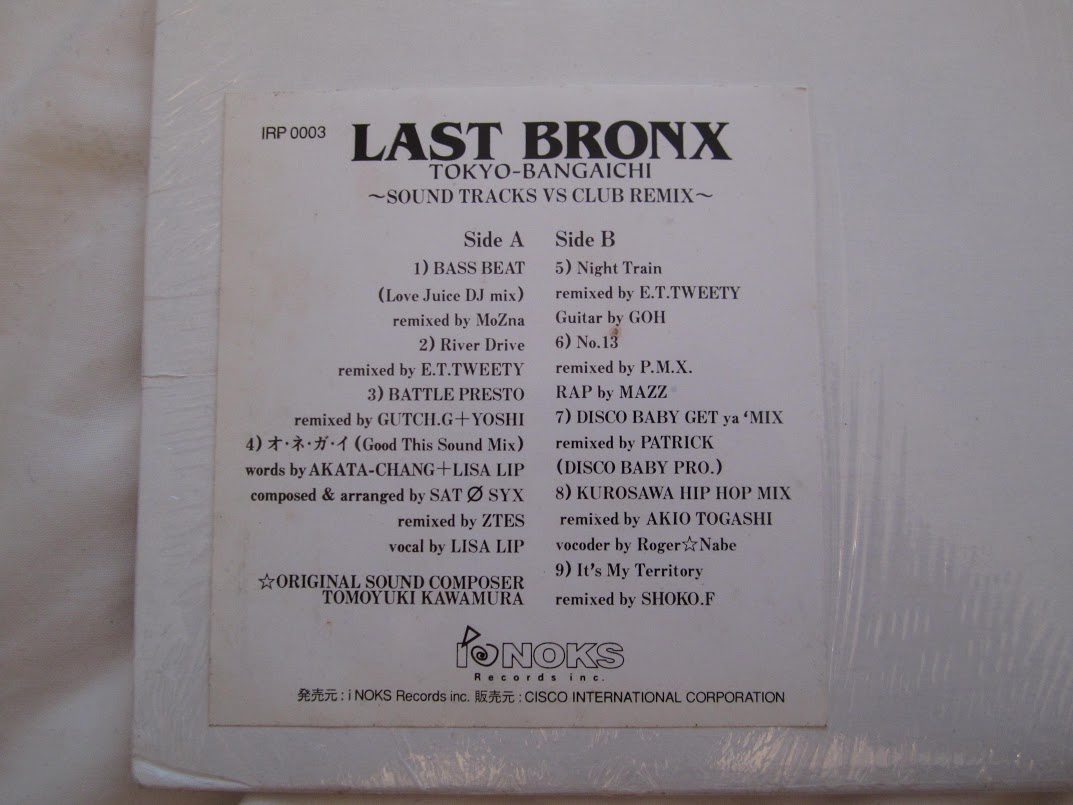 IRP 0003
LAST BRONX
TOKYO-BANGAICHI
～SOUND TRACKS VS CLUB REMIX～
Side A
1) BASS BEAT
(Love Juice DJ mix)
remixed by MoZna
2) River Drive
remixed by E.T.TWEETY
3) BATTLE PRESTO
remixed by GUTCH.G＋YOSHI
4) オ・ネ・ガ・イ (Good This Sound Mix)
words by AKATA-CHANG＋LISA LIP
composed & arranged by SAT Ø SYX
remixed by ZTES
vocal by LISA LIP
☆ORIGINAL SOUND COMPOSER
TOMOYUKI KAWAMURA
Side B
5) Night Train
remixed by E.T.TWEETY
Guitar by GOH
6) No.13
remixed by P.M.X.
RAP by MAZZ
7) DISCO BABY GET ya ‘MIX
remixed by PATRICK
(DISCO BABY PRO.)
8) KUROSAWA HIP HOP MIX
remixed by AKIO TOGASHI
vocoder by Roger☆Nabe
9) It's My Territory
remixed by SHOKO.F
i NOKS
Records inc.
発売元 : i NOKS Records inc. 販売元 : CISCO INTERNATIONAL CORPORATION